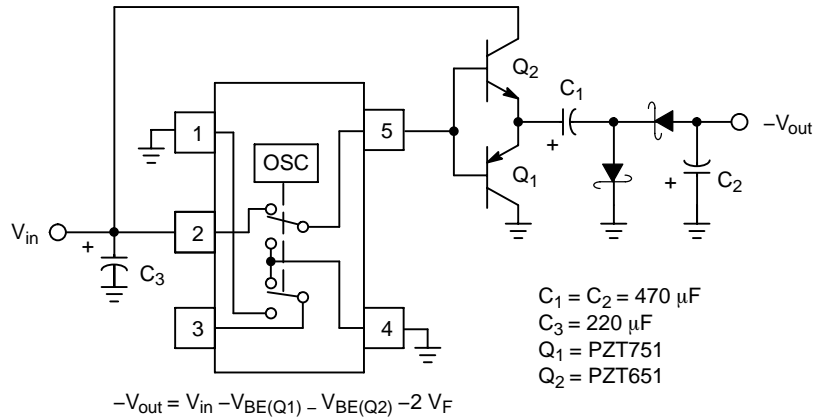 Q2
C1
1
5
+
−Vout
OSC
Q1
+
C2
Vin
+
2
C3
3
4
C1 = C2 = 470 μF
C3 = 220 μF
Q1 = PZT751
Q2 = PZT651
−Vout = Vin −VBE(Q1) − VBE(Q2) −2 VF